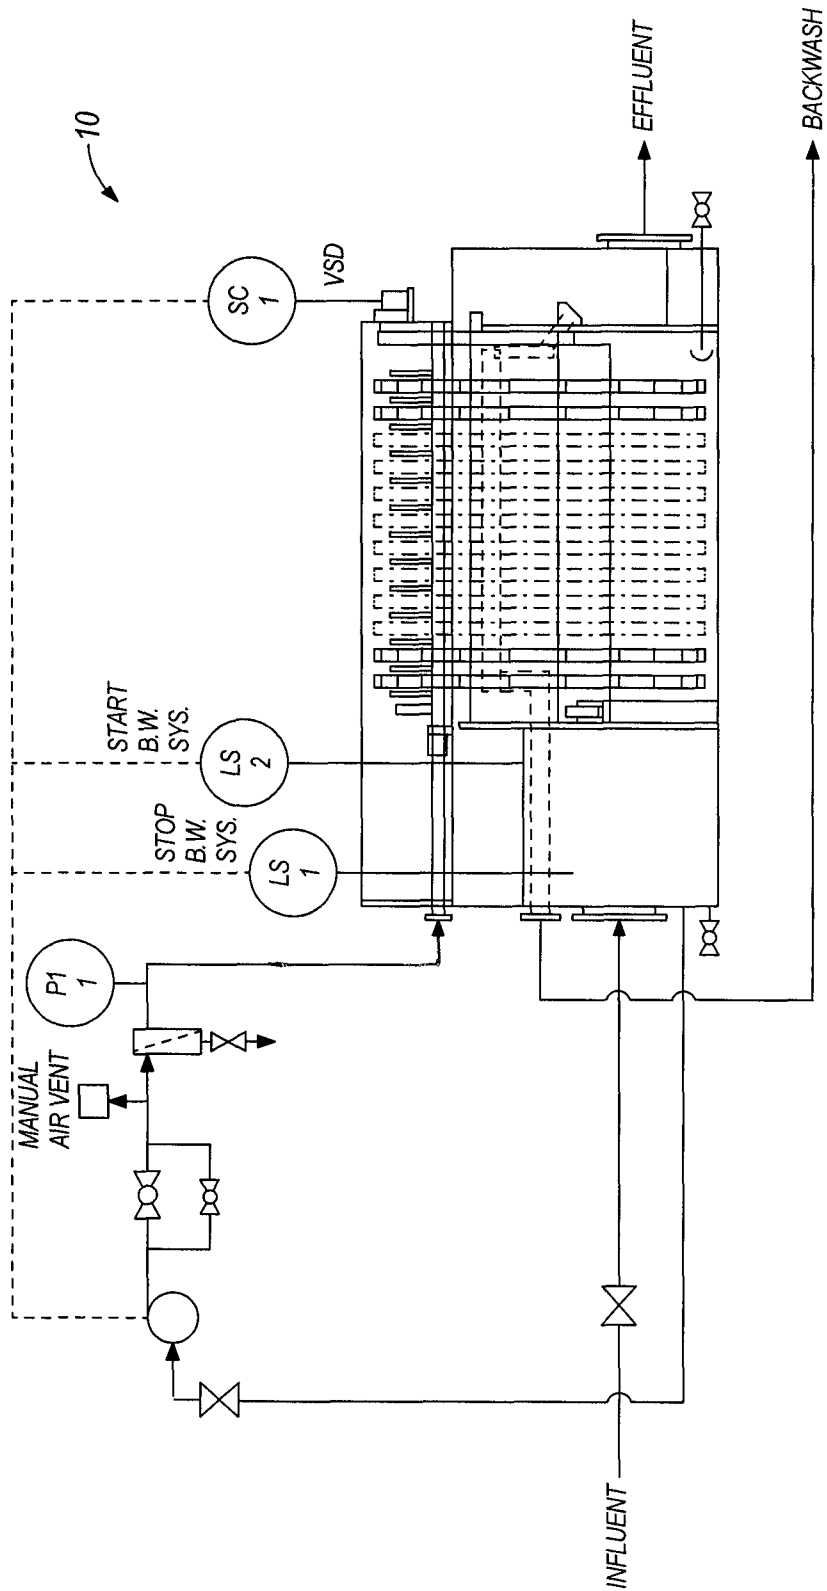 10
SC
1
VSD
START
B.W.
SYS.
STOP
B.W.
SYS.
LS
2
LS
1
P1
1
MANUAL
AIR VENT
EFFLUENT
BACKWASH
INFLUENT